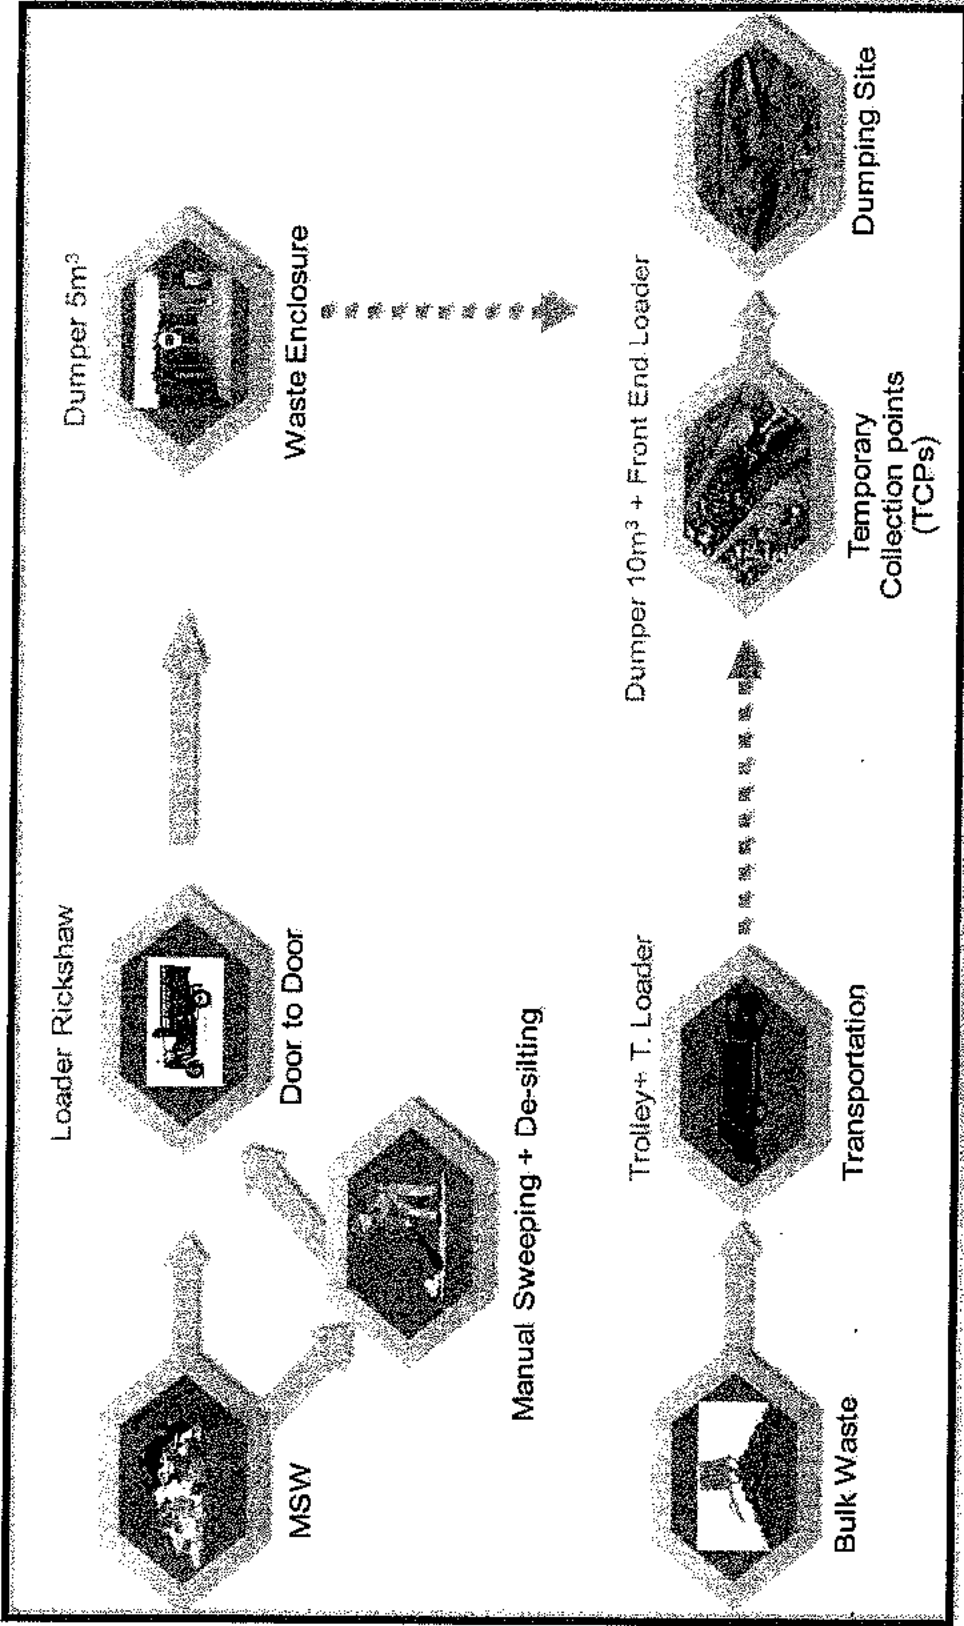 Loader Rickshaw
Dumper 5m³
MSW
Door to Door
Waste Enclosure
Manual Sweeping + De-silting
Trolley+ T. Loader
Dumper 10m³ + Front End Loader
Bulk Waste
Transportation
Temporary
Collection points
(TCPs)
Dumping Site